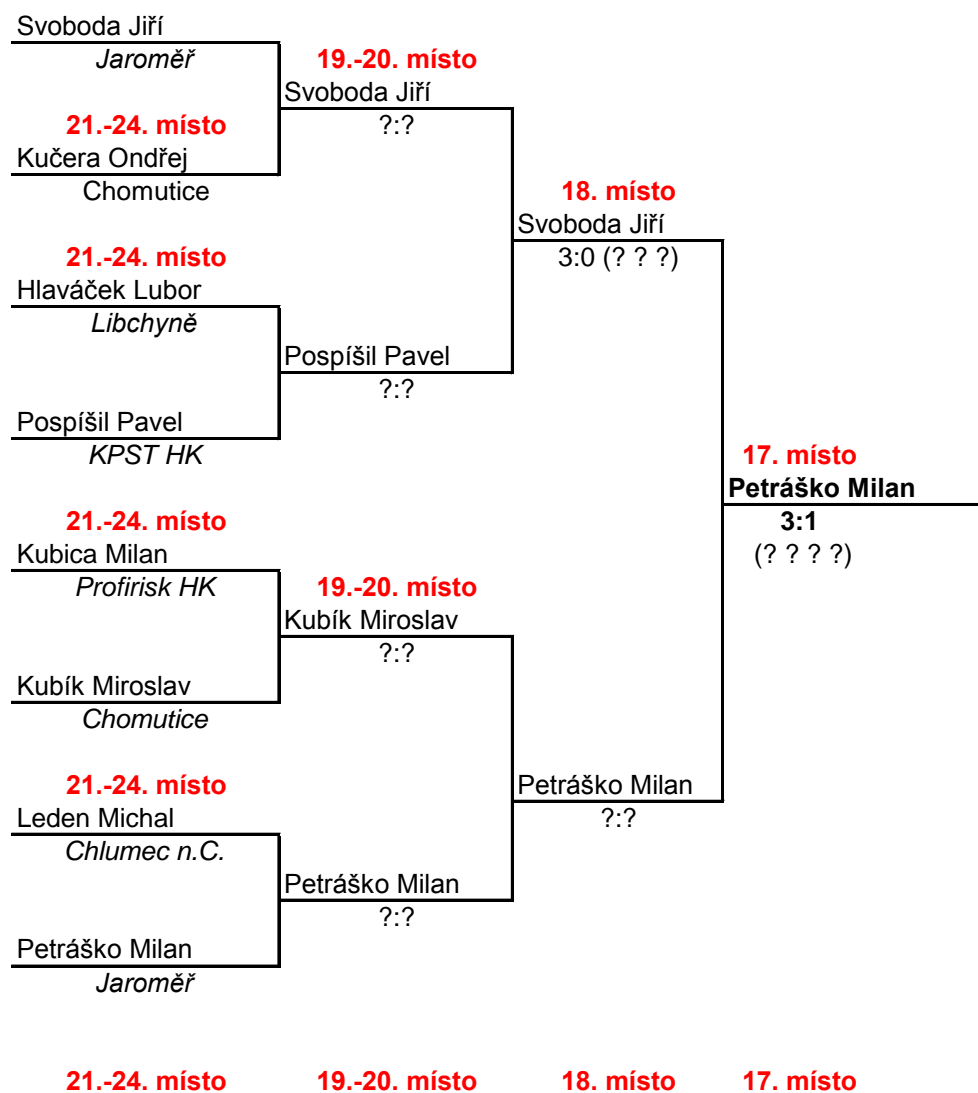 Svoboda Jiří
Jaroměř
19.-20. místo
Svoboda Jiří
21.-24. místo
?:?
Kučera Ondřej
Chomutice
18. místo
Svoboda Jiří
21.-24. místo
3:0 (? ? ?)
Hlaváček Lubor
Libchyně
Pospíšil Pavel
?:?
Pospíšil Pavel
KPST HK
17. místo
Petráško Milan
21.-24. místo
3:1
Kubica Milan
(? ? ? ?)
Profirisk HK
19.-20. místo
Kubík Miroslav
?:?
Kubík Miroslav
Chomutice
21.-24. místo
Petráško Milan
Leden Michal
?:?
Chlumec n.C.
Petráško Milan
?:?
Petráško Milan
Jaroměř
21.-24. místo 19.-20. místo 18. místo 17. místo